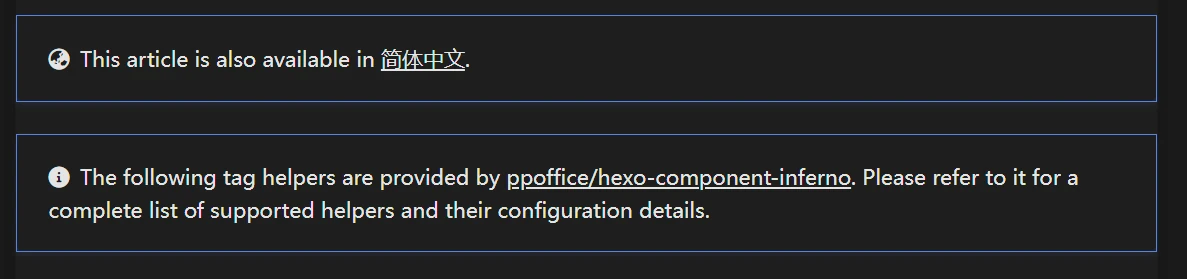 This article is also available in 简体中文.
The following tag helpers are provided by ppoffice/hexo-component-inferno. Please refer to it for a
complete list of supported helpers and their configuration details.